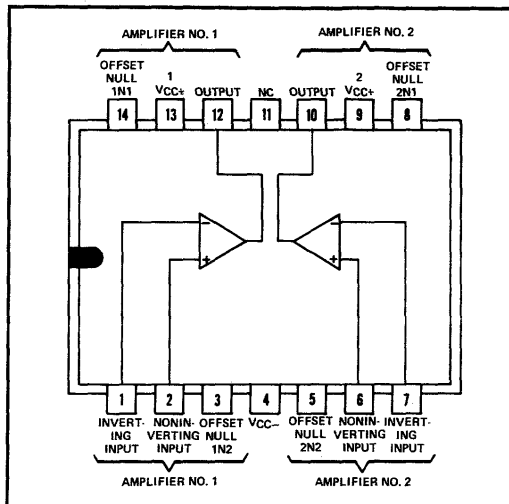 AMPLIFIER NO. 1
AMPLIFIER NO. 2
OFFSET
NULL
1N1
1
VCC+
OUTPUT
NC
OUTPUT
2
VCC+
OFFSET
NULL
2N1
14
13
12
11
10
9
8
−
+
−
+
1
2
3
4
5
6
7
INVERT-
ING
INPUT
NONIN-
VERTING
INPUT
OFFSET
NULL
1N2
VCC−
OFFSET
NULL
2N2
NONIN-
VERTING
INPUT
INVERT-
ING
INPUT
AMPLIFIER NO. 1
AMPLIFIER NO. 2